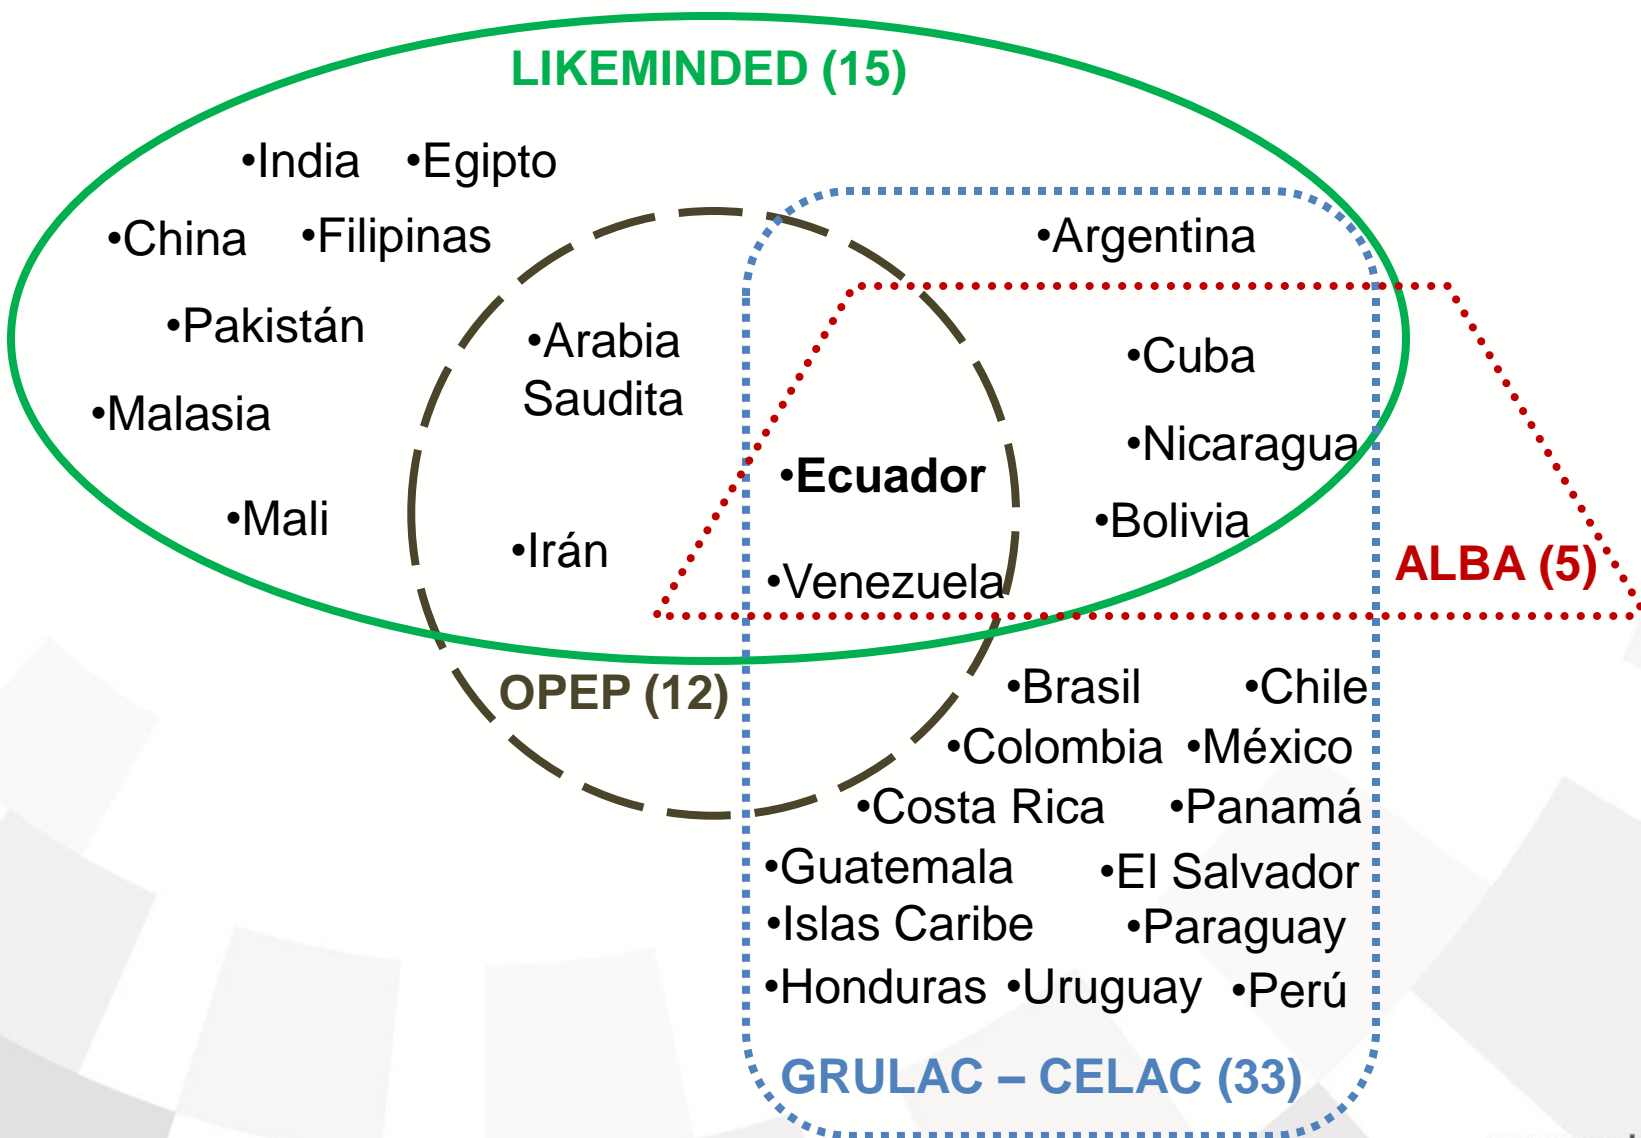 LIKEMINDED (15)
•India •Egipto
•China •Filipinas
•Argentina
•Pakistán
•Arabia
Saudita
•Cuba
•Malasia
•Nicaragua
•Ecuador
•Mali
•Bolivia
•Irán
•Venezuela
ALBA (5)
OPEP (12)
•Brasil •Chile
•Colombia •México
•Costa Rica •Panamá
•Guatemala •El Salvador
•Islas Caribe •Paraguay
•Honduras •Uruguay •Perú
GRULAC – CELAC (33)